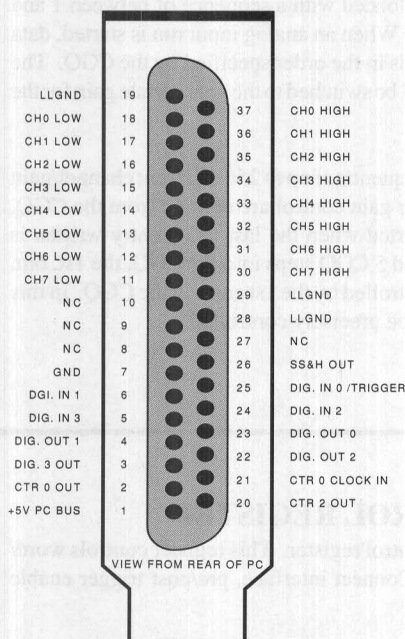 LLGND
37 CH0 HIGH
CH0 LOW 18
36 CH1 HIGH
CH1 LOW 17
35 CH2 HIGH
CH2 LOW 16
34 CH3 HIGH
CH3 LOW 15
33 CH4 HIGH
CH4 LOW 14
32 CH5 HIGH
CH5 LOW 13
31 CH6 HIGH
CH6 LOW 12
30 CH7 HIGH
CH7 LOW 11
29 LLGND
NC 10
28 LLGND
NC 9
27 NC
NC 8
26 SS&H OUT
GND 7
25 DIG. IN 0 /TRIGGER
DGI. IN 1 6
24 DIG. IN 2
DIG. IN 3 5
23 DIG. OUT 0
DIG. OUT 1 4
22 DIG. OUT 2
DIG. 3 OUT 3
21 CTR 0 CLOCK IN
CTR 0 OUT 2
20 CTR 2 OUT
+5V PC BUS 1
VIEW FROM REAR OF PC